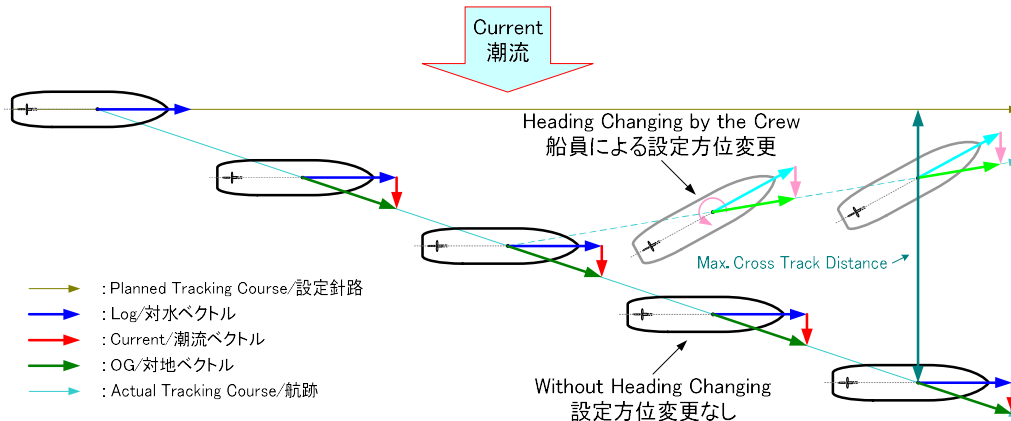 Current
潮流
Heading Changing by the Crew
船員による設定方位変更
Max. Cross Track Distance
: Planned Tracking Course/設定針路
: Log/対水ベクトル
: Current/潮流ベクトル
: OG/対地ベクトル
: Actual Tracking Course/航跡
Without Heading Changing
設定方位変更なし